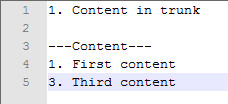 1 1. Content in trunk
2
3 ---Content---
4 1. First content
5 3. Third content